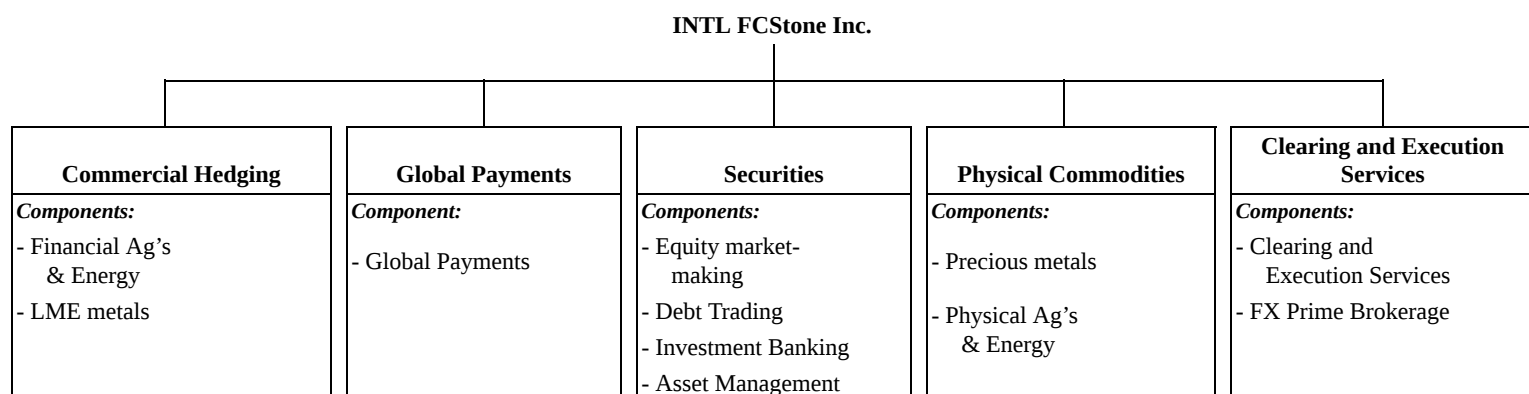 INTL FCStone Inc.
Commercial Hedging
Components:
- Financial Ag’s
& Energy
- LME metals
Global Payments
Component:
- Global Payments
Securities
Components:
- Equity market-
making
- Debt Trading
- Investment Banking
- Asset Management
Physical Commodities
Components:
- Precious metals
- Physical Ag’s
& Energy
Clearing and Execution
Services
Components:
- Clearing and
Execution Services
- FX Prime Brokerage